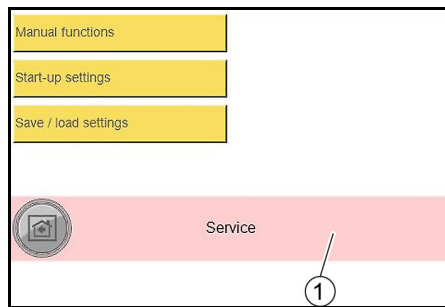 Manual functions
Start-up settings
Save / load settings
Service
1